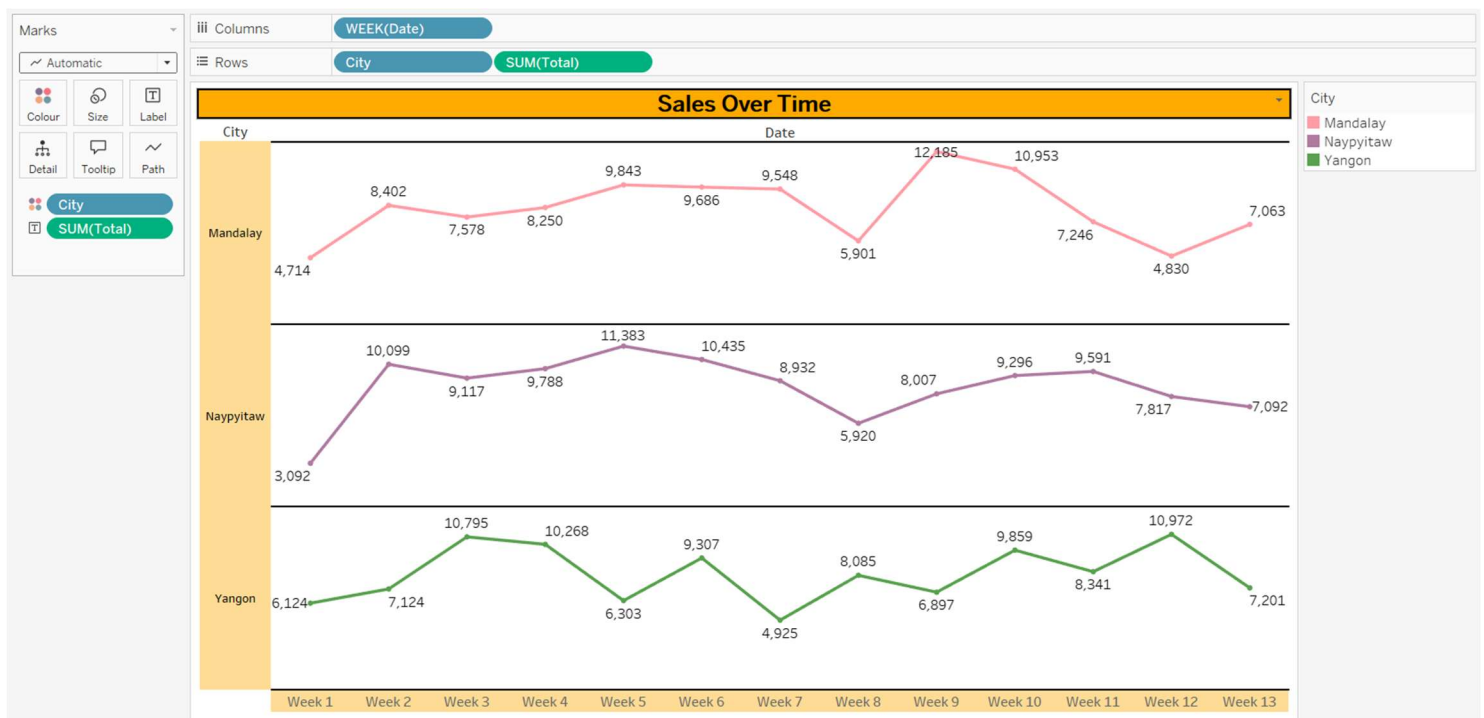 Marks
Automatic
Colour Size Label
Detail Tooltip Path
City
SUM(Total)
Columns WEEK(Date)
Rows City SUM(Total)
Sales Over Time
City Date
Mandalay
4,714 8,402 7,578 8,250 9,843 9,686 9,548 5,901 12,185 10,953 7,246 4,830 7,063
Naypyitaw
3,092 10,099 9,117 9,788 11,383 10,435 8,932 5,920 8,007 9,296 9,591 7,817 7,092
Yangon
6,124 7,124 10,795 10,268 6,303 9,307 4,925 8,085 6,897 9,859 8,341 10,972 7,201
Week 1 Week 2 Week 3 Week 4 Week 5 Week 6 Week 7 Week 8 Week 9 Week 10 Week 11 Week 12 Week 13
City
Mandalay
Naypyitaw
Yangon